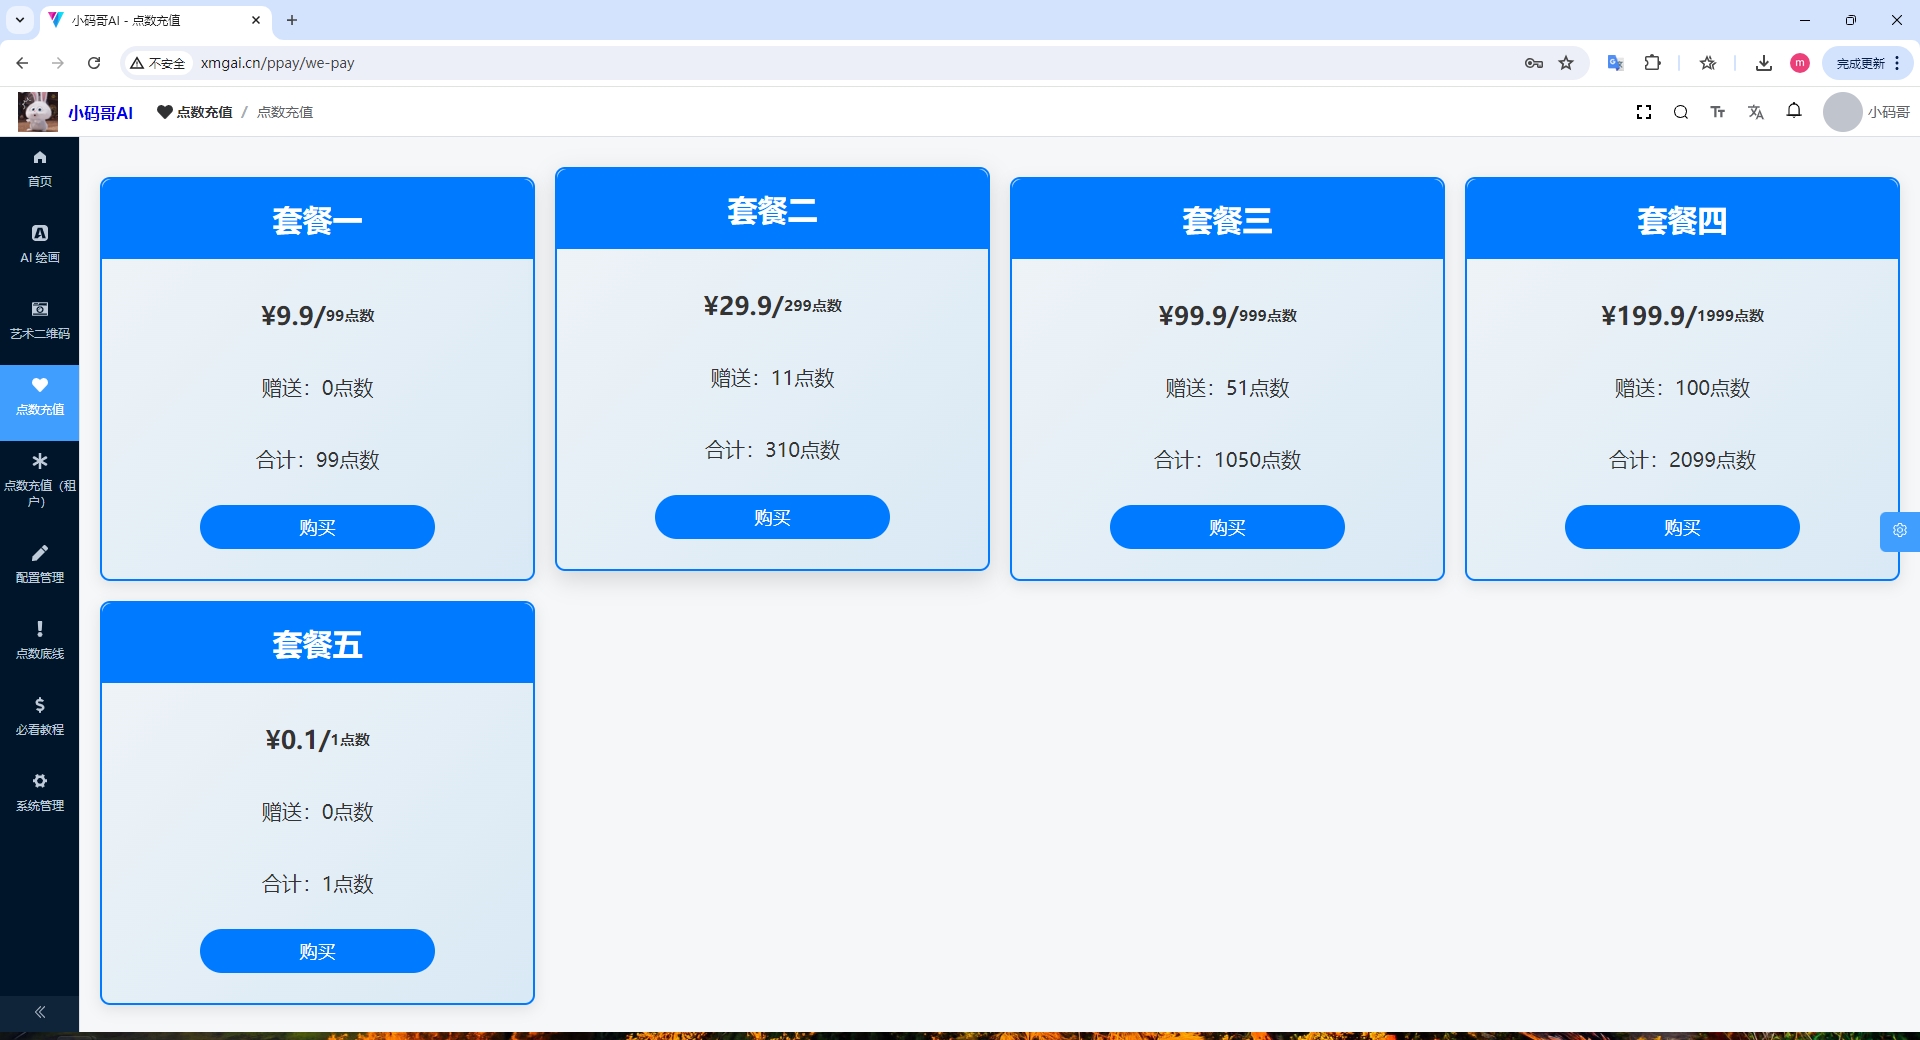 小码哥AI - 点数充值
不安全
xmgai.cn/ppay/we-pay
m
完成更新
小码哥AI
点数充值 / 点数充值
小码哥
首页
AI 绘画
艺术二维码
点数充值
点数充值（租
户）
配置管理
点数底线
必看教程
系统管理
套餐一
¥9.9/99点数
赠送：0点数
合计：99点数
购买
套餐二
¥29.9/299点数
赠送：11点数
合计：310点数
购买
套餐三
¥99.9/999点数
赠送：51点数
合计：1050点数
购买
套餐四
¥199.9/1999点数
赠送：100点数
合计：2099点数
购买
套餐五
¥0.1/1点数
赠送：0点数
合计：1点数
购买